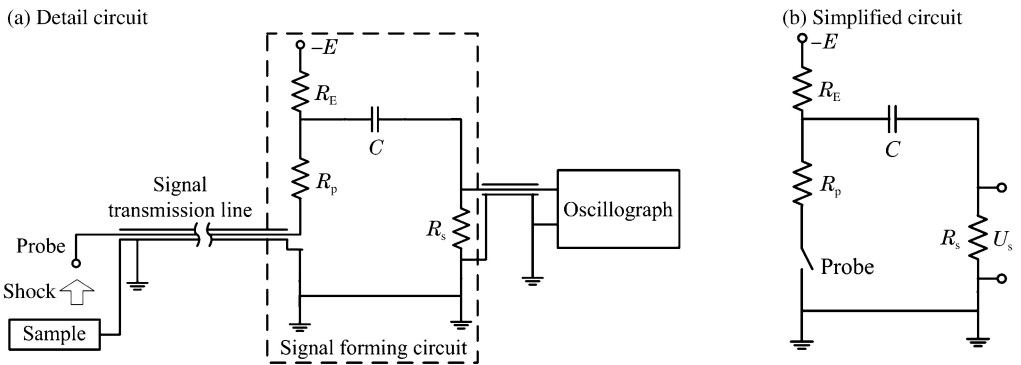 (a) Detail circuit
−E
R_E
C
R_p
Signal
transmission line
Probe
Shock
Sample
R_s
Oscillograph
Signal forming circuit
(b) Simplified circuit
−E
R_E
C
R_p
R_s
U_s
Probe